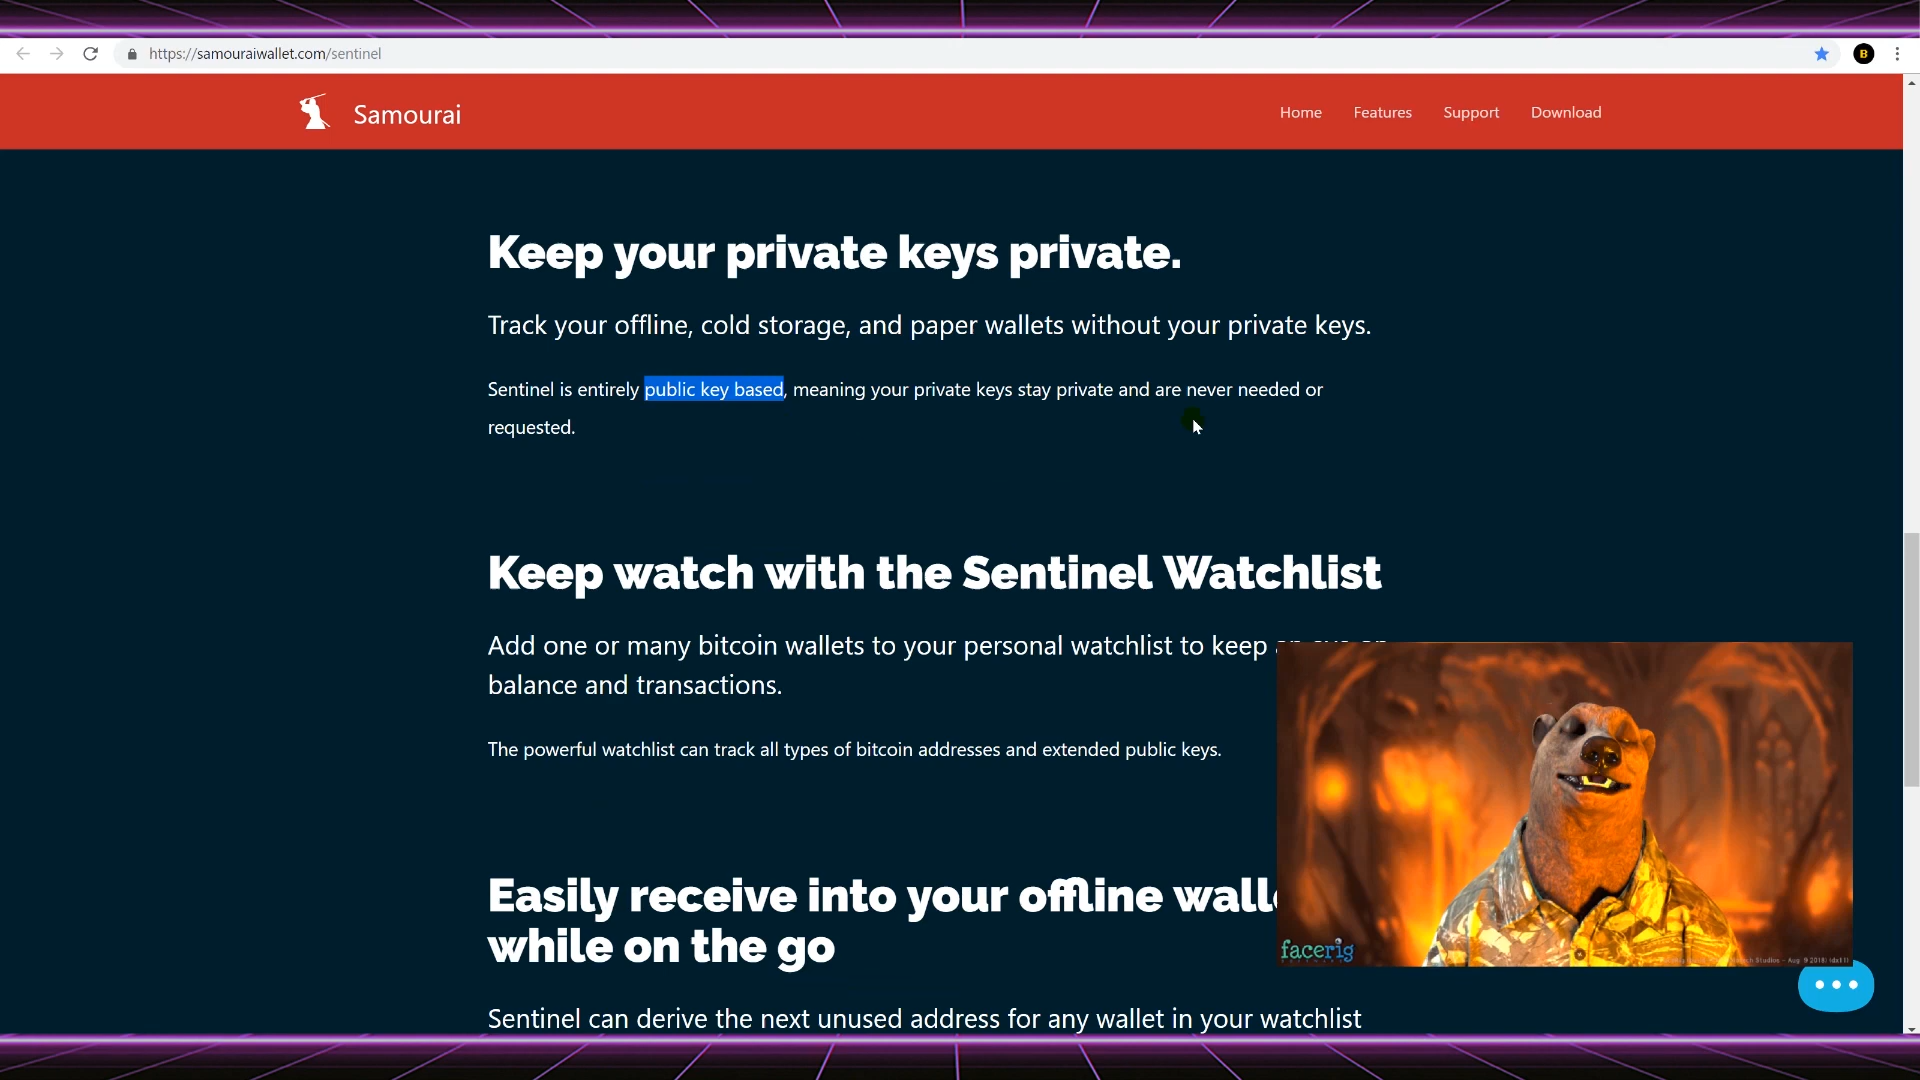 https://samouraiwallet.com/sentinel
B
Samourai
Home Features Support Download
Keep your private keys private.
Track your offline, cold storage, and paper wallets without your private keys.
Sentinel is entirely public key based, meaning your private keys stay private and are never needed or
requested.
Keep watch with the Sentinel Watchlist
Add one or many bitcoin wallets to your personal watchlist to keep
balance and transactions.
The powerful watchlist can track all types of bitcoin addresses and extended public keys.
Easily receive into your offline
while on the go
facerig
Studios - Aug 9 2018
Sentinel can derive the next unused address for any wallet in your watchlist